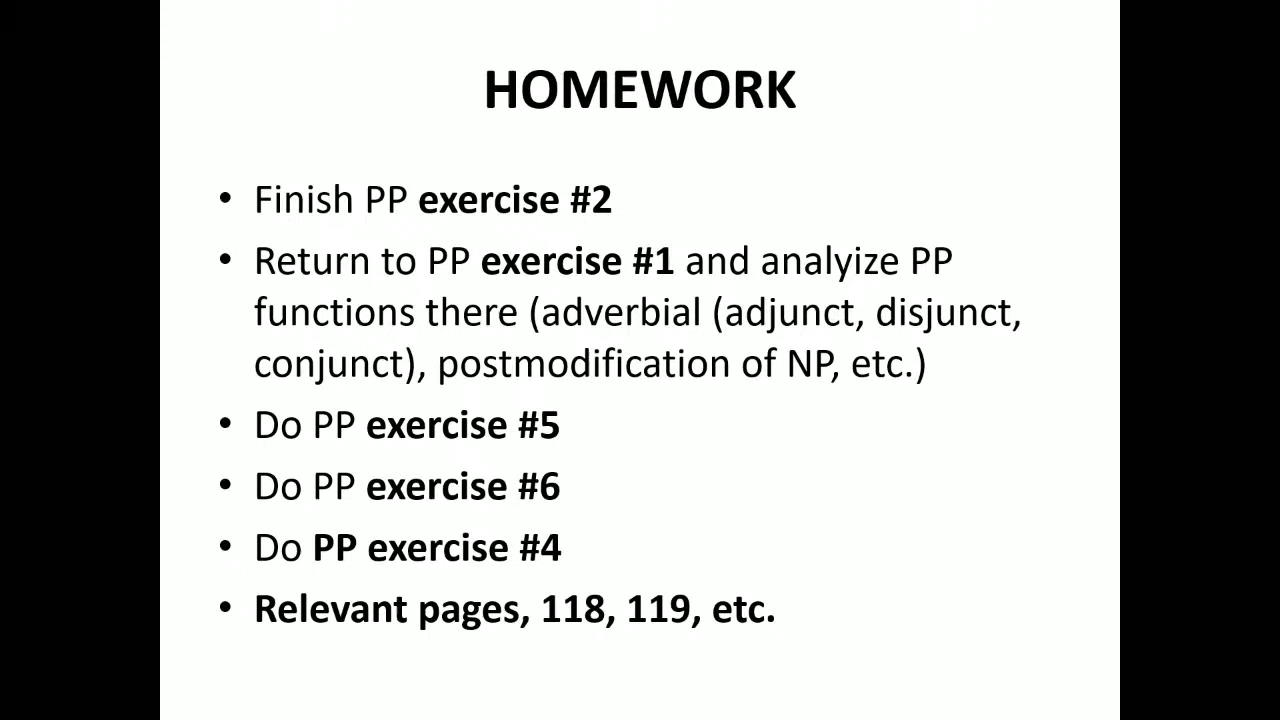 HOMEWORK
• Finish PP exercise #2
• Return to PP exercise #1 and analyize PP
functions there (adverbial (adjunct, disjunct,
conjunct), postmodification of NP, etc.)
• Do PP exercise #5
• Do PP exercise #6
• Do PP exercise #4
• Relevant pages, 118, 119, etc.